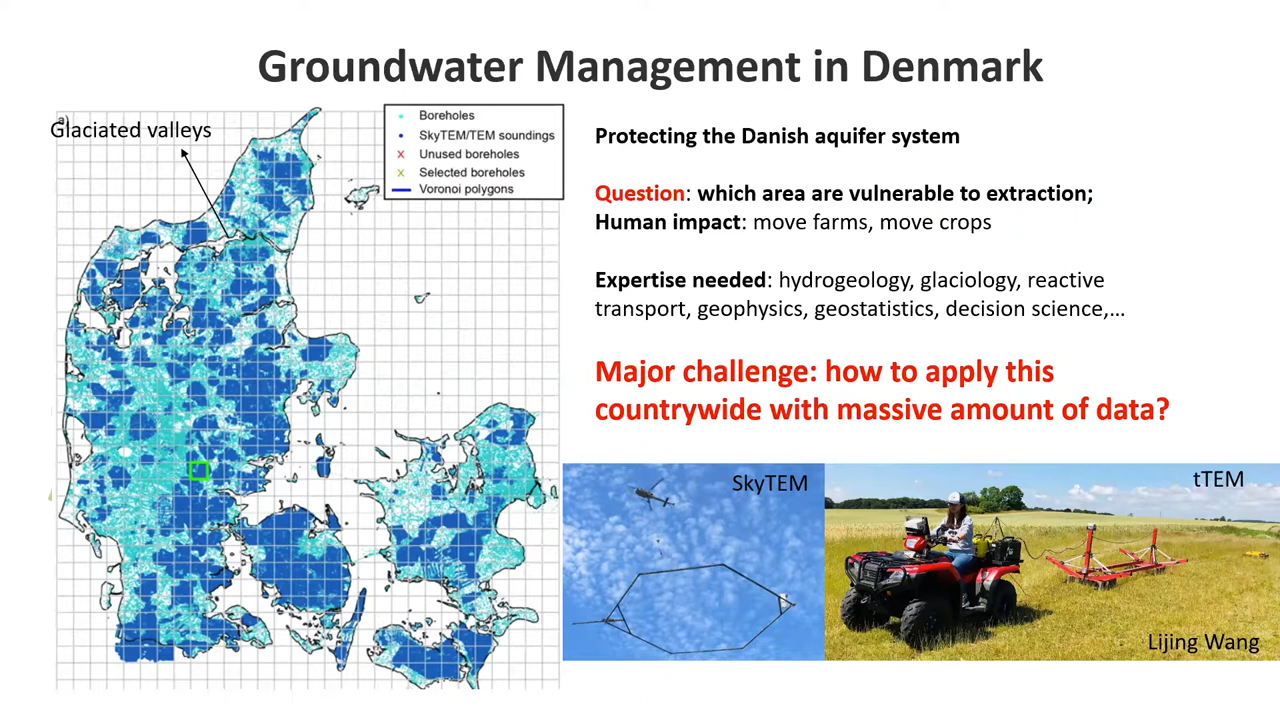 Groundwater Management in Denmark
Glaciated valleys
Boreholes
SkyTEM/TEM soundings
Unused boreholes
Selected boreholes
Voronoi polygons
Protecting the Danish aquifer system
Question: which area are vulnerable to extraction;
Human impact: move farms, move crops
Expertise needed: hydrogeology, glaciology, reactive
transport, geophysics, geostatistics, decision science,...
Major challenge: how to apply this
countrywide with massive amount of data?
SkyTEM
tTEM
Lijing Wang